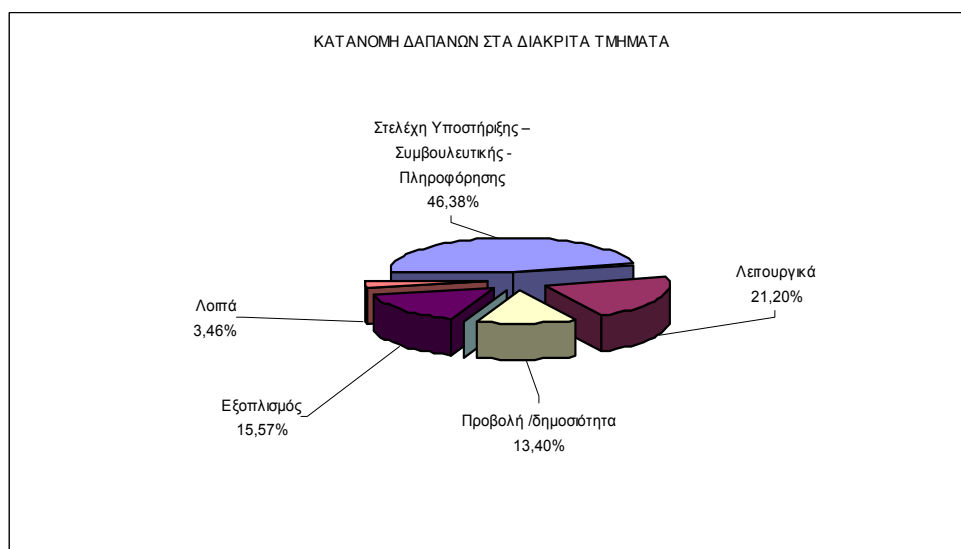 ΚΑΤΑΝΟΜΗ ΔΑΠΑΝΩΝ ΣΤΑ ΔΙΑΚΡΙΤΑ ΤΜΗΜΑΤΑ
Στελέχη Υποστήριξης –
Συμβουλευτικής -
Πληροφόρησης
46,38%
Λειτουργικά
21,20%
Λοπά
3,46%
Εξοπλισμός
15,57%
Προβολή /δημοσιότητα
13,40%